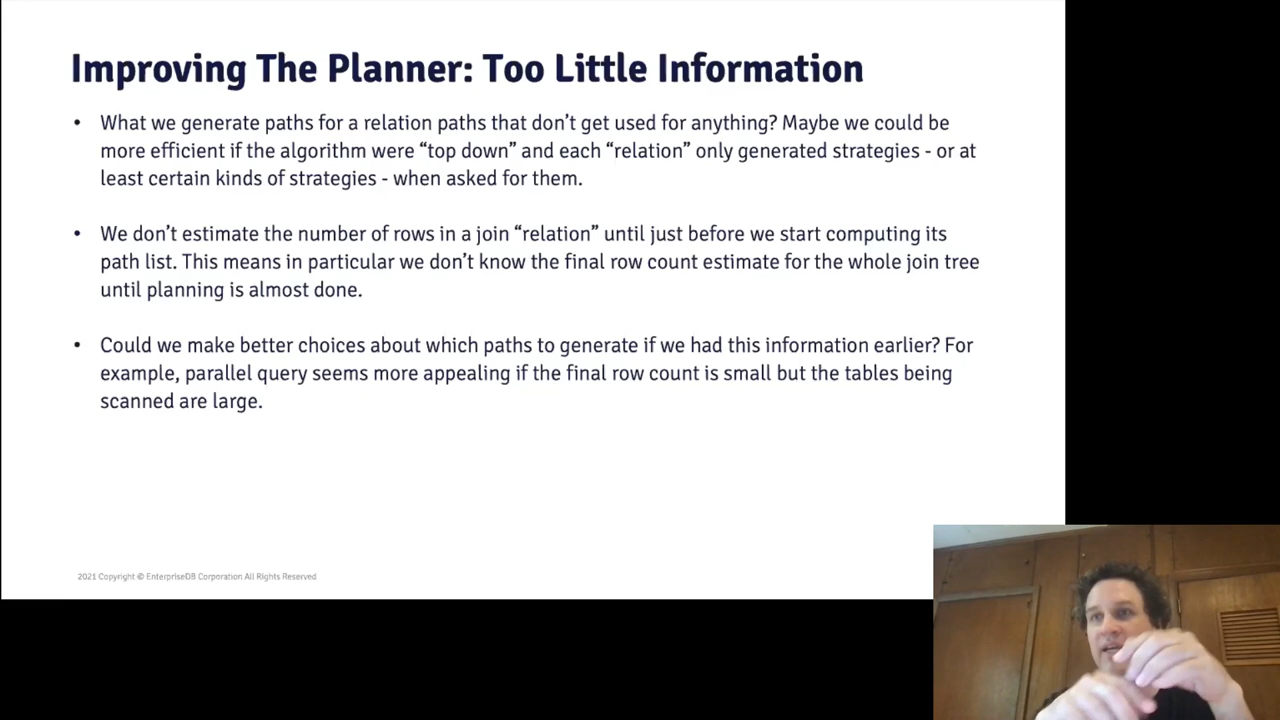 Improving The Planner: Too Little Information
• What we generate paths for a relation paths that don’t get used for anything? Maybe we could be
more efficient if the algorithm were “top down” and each “relation” only generated strategies - or at
least certain kinds of strategies - when asked for them.
• We don’t estimate the number of rows in a join “relation” until just before we start computing its
path list. This means in particular we don’t know the final row count estimate for the whole join tree
until planning is almost done.
• Could we make better choices about which paths to generate if we had this information earlier? For
example, parallel query seems more appealing if the final row count is small but the tables being
scanned are large.
2021 Copyright © EnterpriseDB Corporation All Rights Reserved